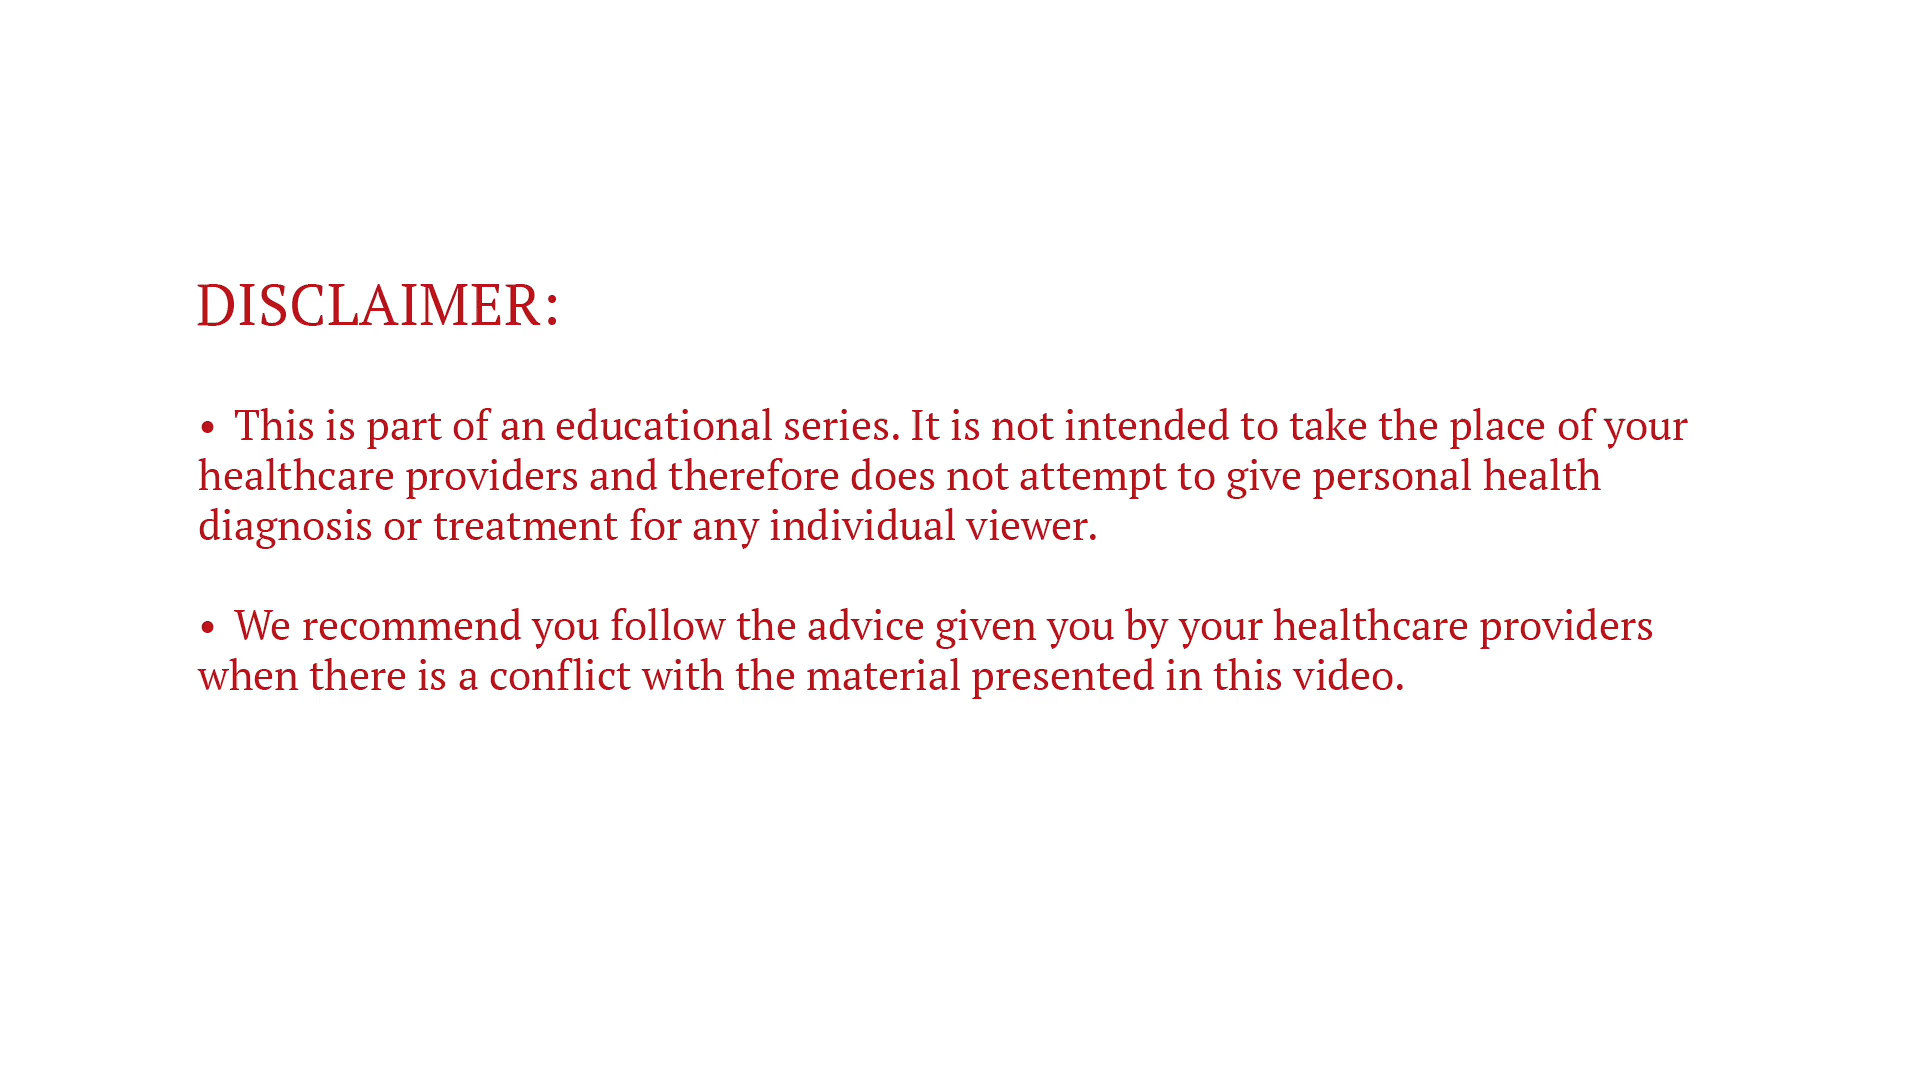 DISCLAIMER:
• This is part of an educational series. It is not intended to take the place of your
healthcare providers and therefore does not attempt to give personal health
diagnosis or treatment for any individual viewer.
• We recommend you follow the advice given you by your healthcare providers
when there is a conflict with the material presented in this video.